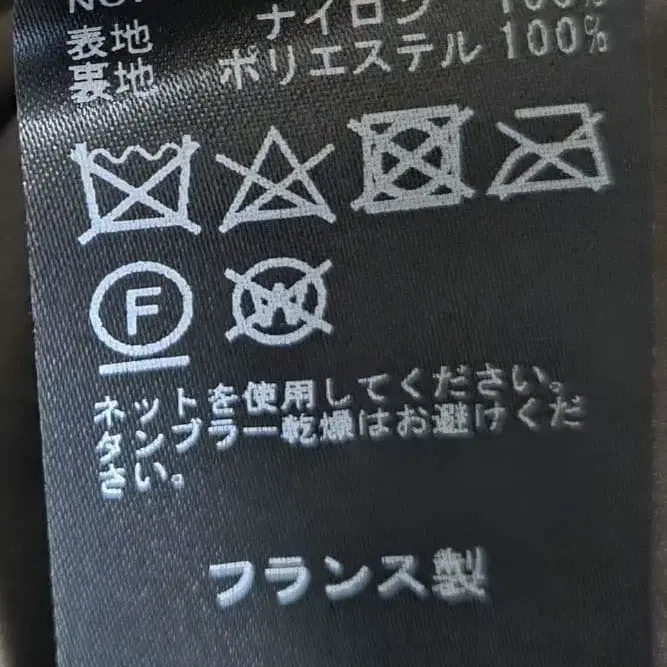 表地 ナイロン 100%
裏地 ポリエステル 100%
F
W
ネットを使用してください。
タンブラー乾燥はお避けくだ
さい。
フランス製